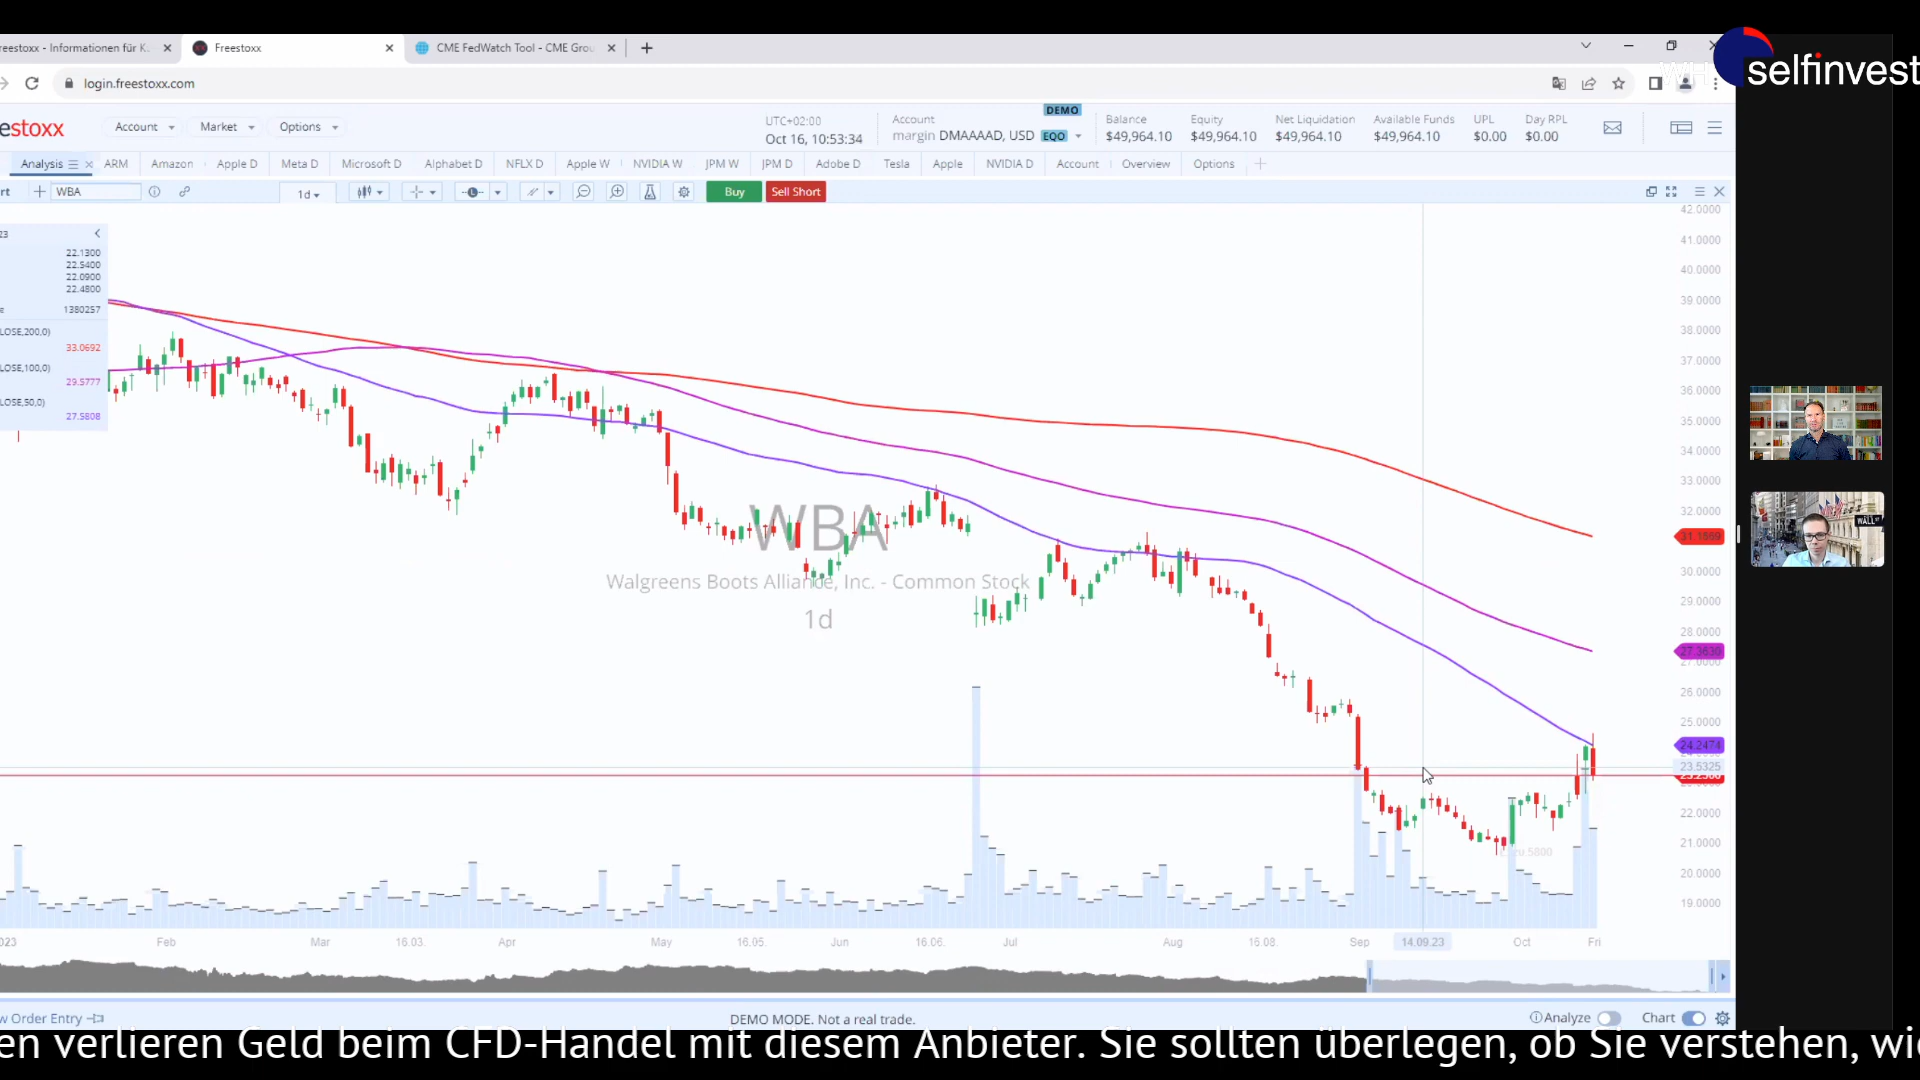 reestoxx - Informationen für K
Freestoxx
CME FedWatch Tool - CME Grou
login.freestoxx.com
WH selfinvest
estoxx
Account
Market
Options
UTC+02:00
Oct 16, 10:53:34
Account
margin DMAAAAD, USD EQO
DEMO
Balance
$49,964.10
Equity
$49,964.10
Net Liquidation
$49,964.10
Available Funds
$49,964.10
UPL
$0.00
Day RPL
$0.00
Analysis
ARM
Amazon
Apple D
Meta D
Microsoft D
Alphabet D
NFLX D
Apple W
NVIDIA W
JPM W
JPM D
Adobe D
Tesla
Apple
NVIDIA D
Account
Overview
Options
rt
WBA
1d
Buy
Sell Short
23
22.1300
22.5400
22.0900
22.4800
e 1380257
LOSE,200,0)
33.0692
LOSE,100,0)
29.5777
LOSE,50,0)
27.5808
WBA
Walgreens Boots Alliance, Inc. - Common Stock
1d
42.0000
41.0000
40.0000
39.0000
38.0000
37.0000
36.0000
35.0000
34.0000
33.0000
32.0000
30.0000
29.0000
28.0000
27.3630
27.0000
26.0000
25.0000
24.2474
23.5325
22.0000
21.0000
20.0000
19.0000
WALL
023
Feb
Mar
16.03.
Apr
May
16.05.
Jun
16.06.
Jul
Aug
16.08.
Sep
14.09.23
Oct
Fri
w Order Entry
DEMO MODE. Not a real trade.
Analyze
Chart
en verlieren Geld beim CFD-Handel mit diesem Anbieter. Sie sollten überlegen, ob Sie verstehen, wie